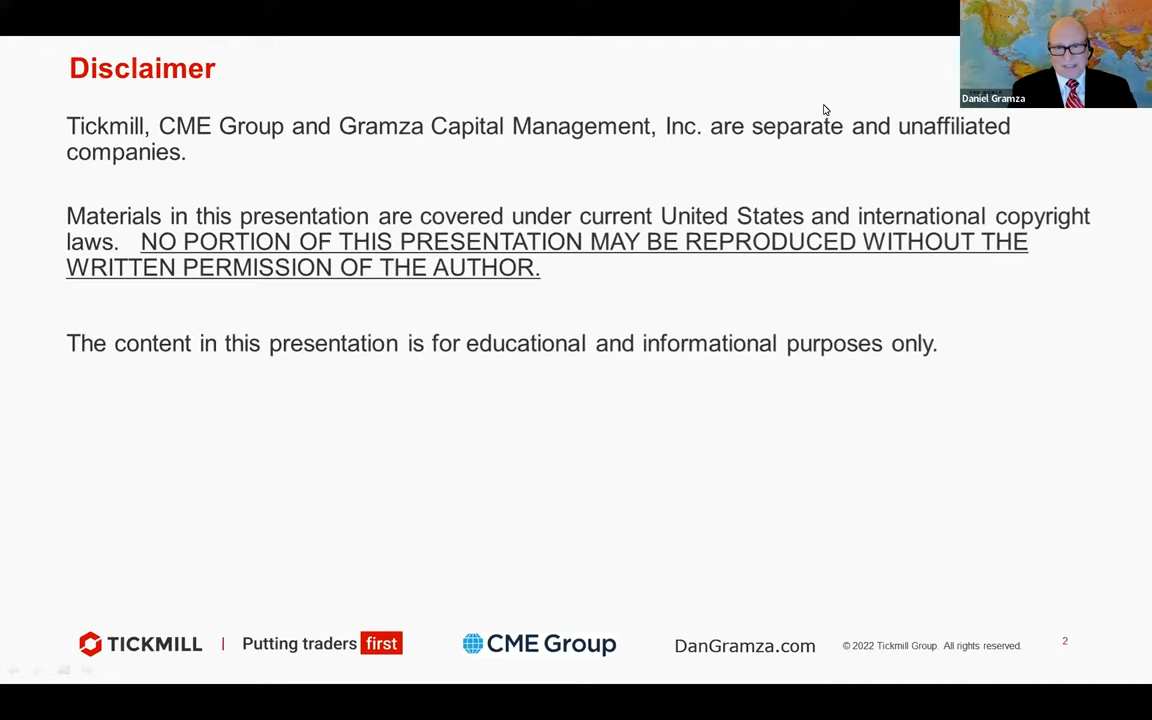 Disclaimer
Daniel Gramza
Tickmill, CME Group and Gramza Capital Management, Inc. are separate and unaffiliated
companies.
Materials in this presentation are covered under current United States and international copyright
laws. NO PORTION OF THIS PRESENTATION MAY BE REPRODUCED WITHOUT THE
WRITTEN PERMISSION OF THE AUTHOR.
The content in this presentation is for educational and informational purposes only.
TICKMILL | Putting traders first CME Group DanGramza.com © 2022 Tickmill Group. All rights reserved. 2